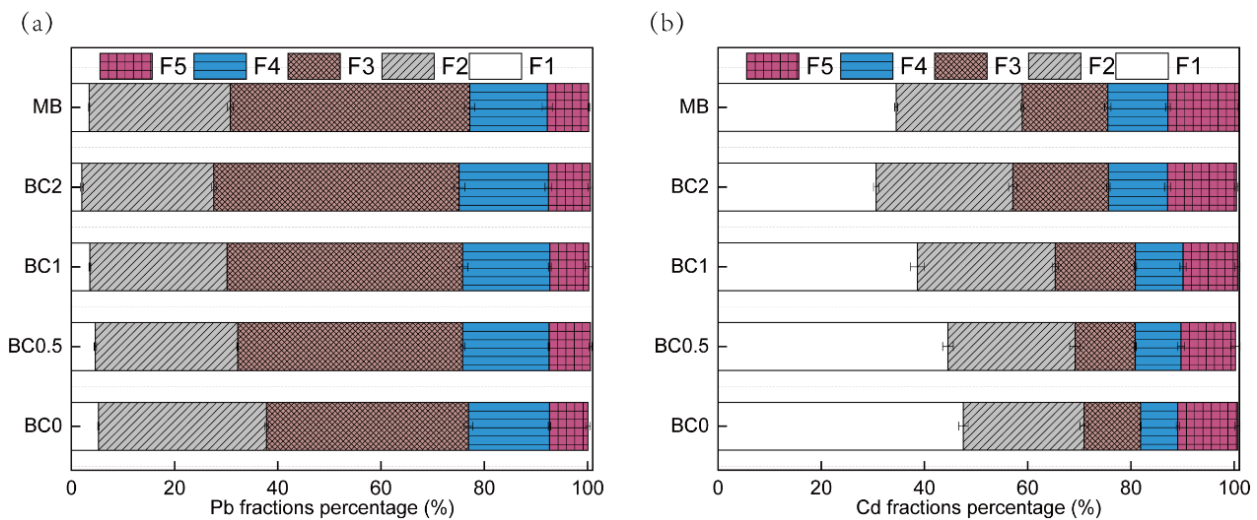 (a)
F5 F4 F3 F2 F1
MB
BC2
BC1
BC0.5
BC0
0 20 40 60 80 100
Pb fractions percentage (%)
(b)
F5 F4 F3 F2 F1
MB
BC2
BC1
BC0.5
BC0
0 20 40 60 80 100
Cd fractions percentage (%)